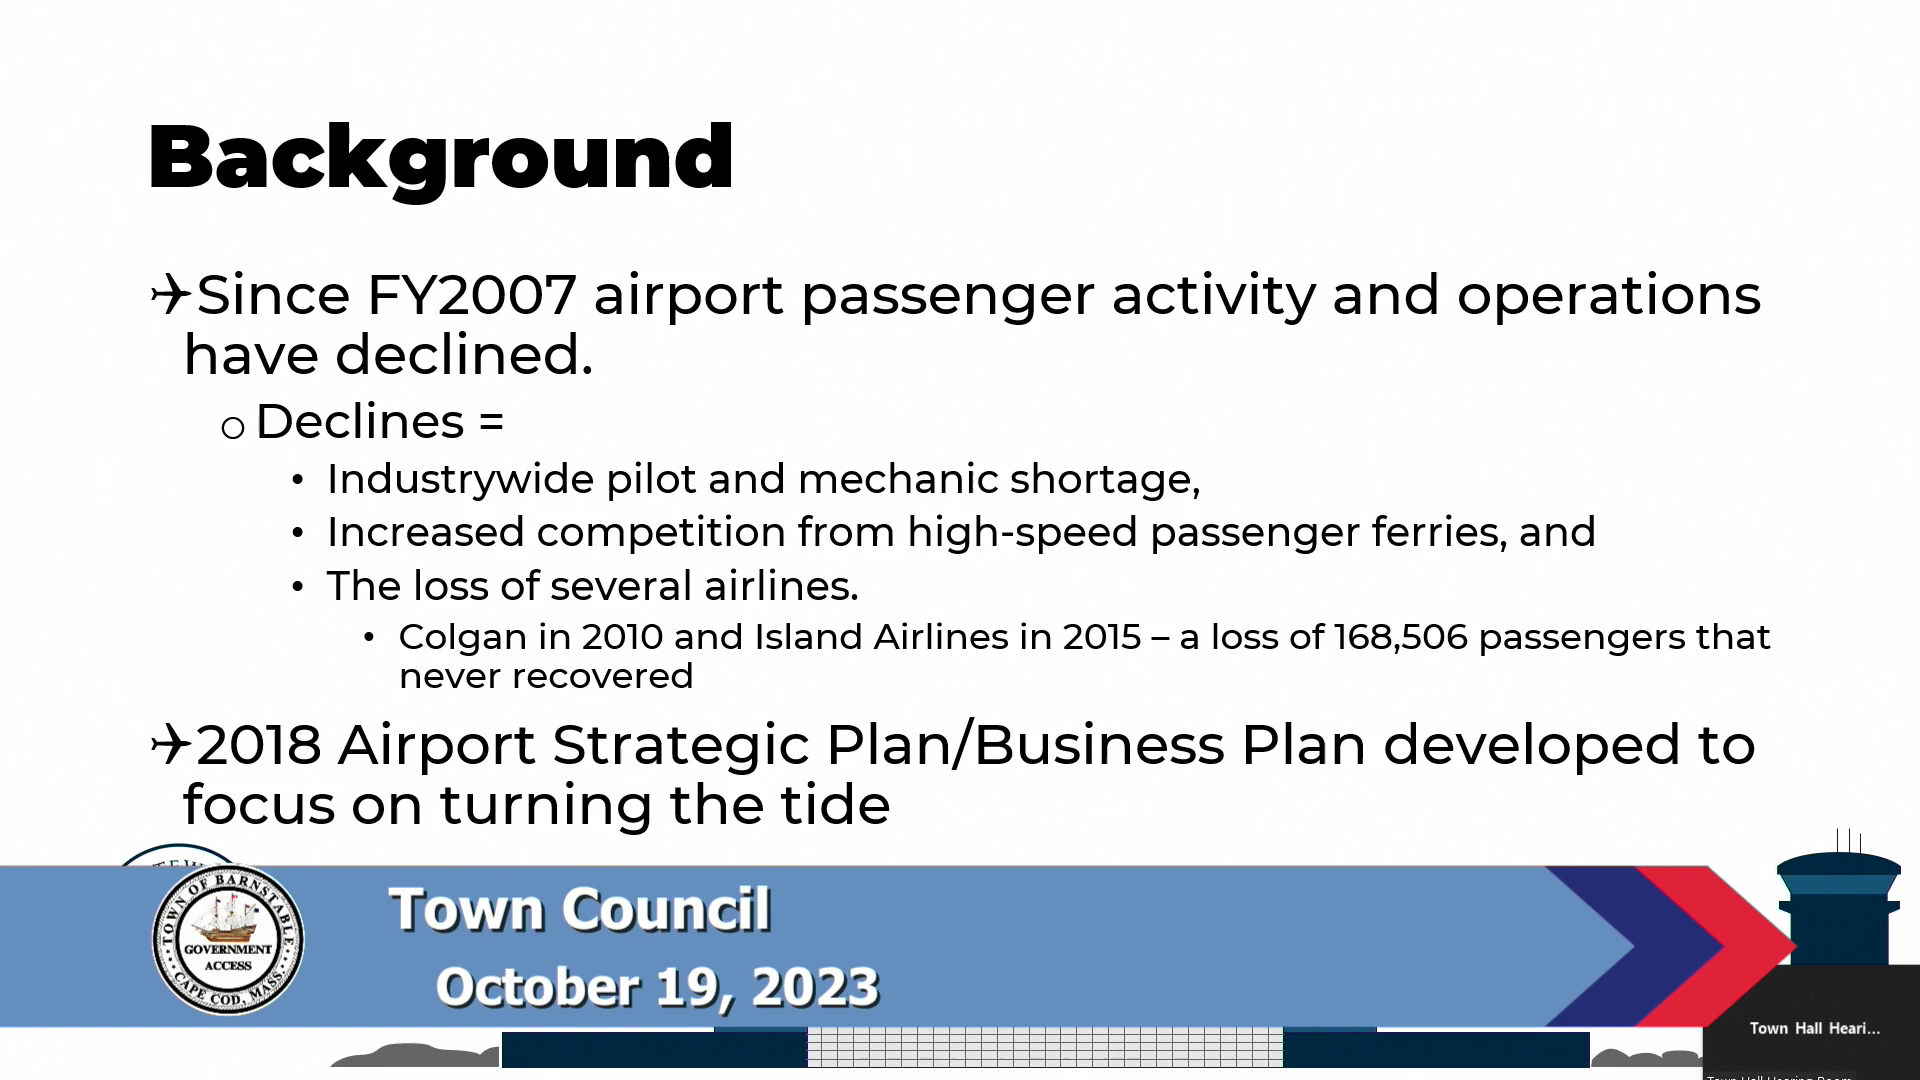 Background
✈Since FY2007 airport passenger activity and operations
have declined.
o Declines =
• Industrywide pilot and mechanic shortage,
• Increased competition from high-speed passenger ferries, and
• The loss of several airlines.
• Colgan in 2010 and Island Airlines in 2015 – a loss of 168,506 passengers that
never recovered
✈2018 Airport Strategic Plan/Business Plan developed to
focus on turning the tide
TOWN OF BARNSTABLE
GOVERNMENT
ACCESS
CAPE COD, MASS.
Town Council
October 19, 2023
Town Hall Heari...